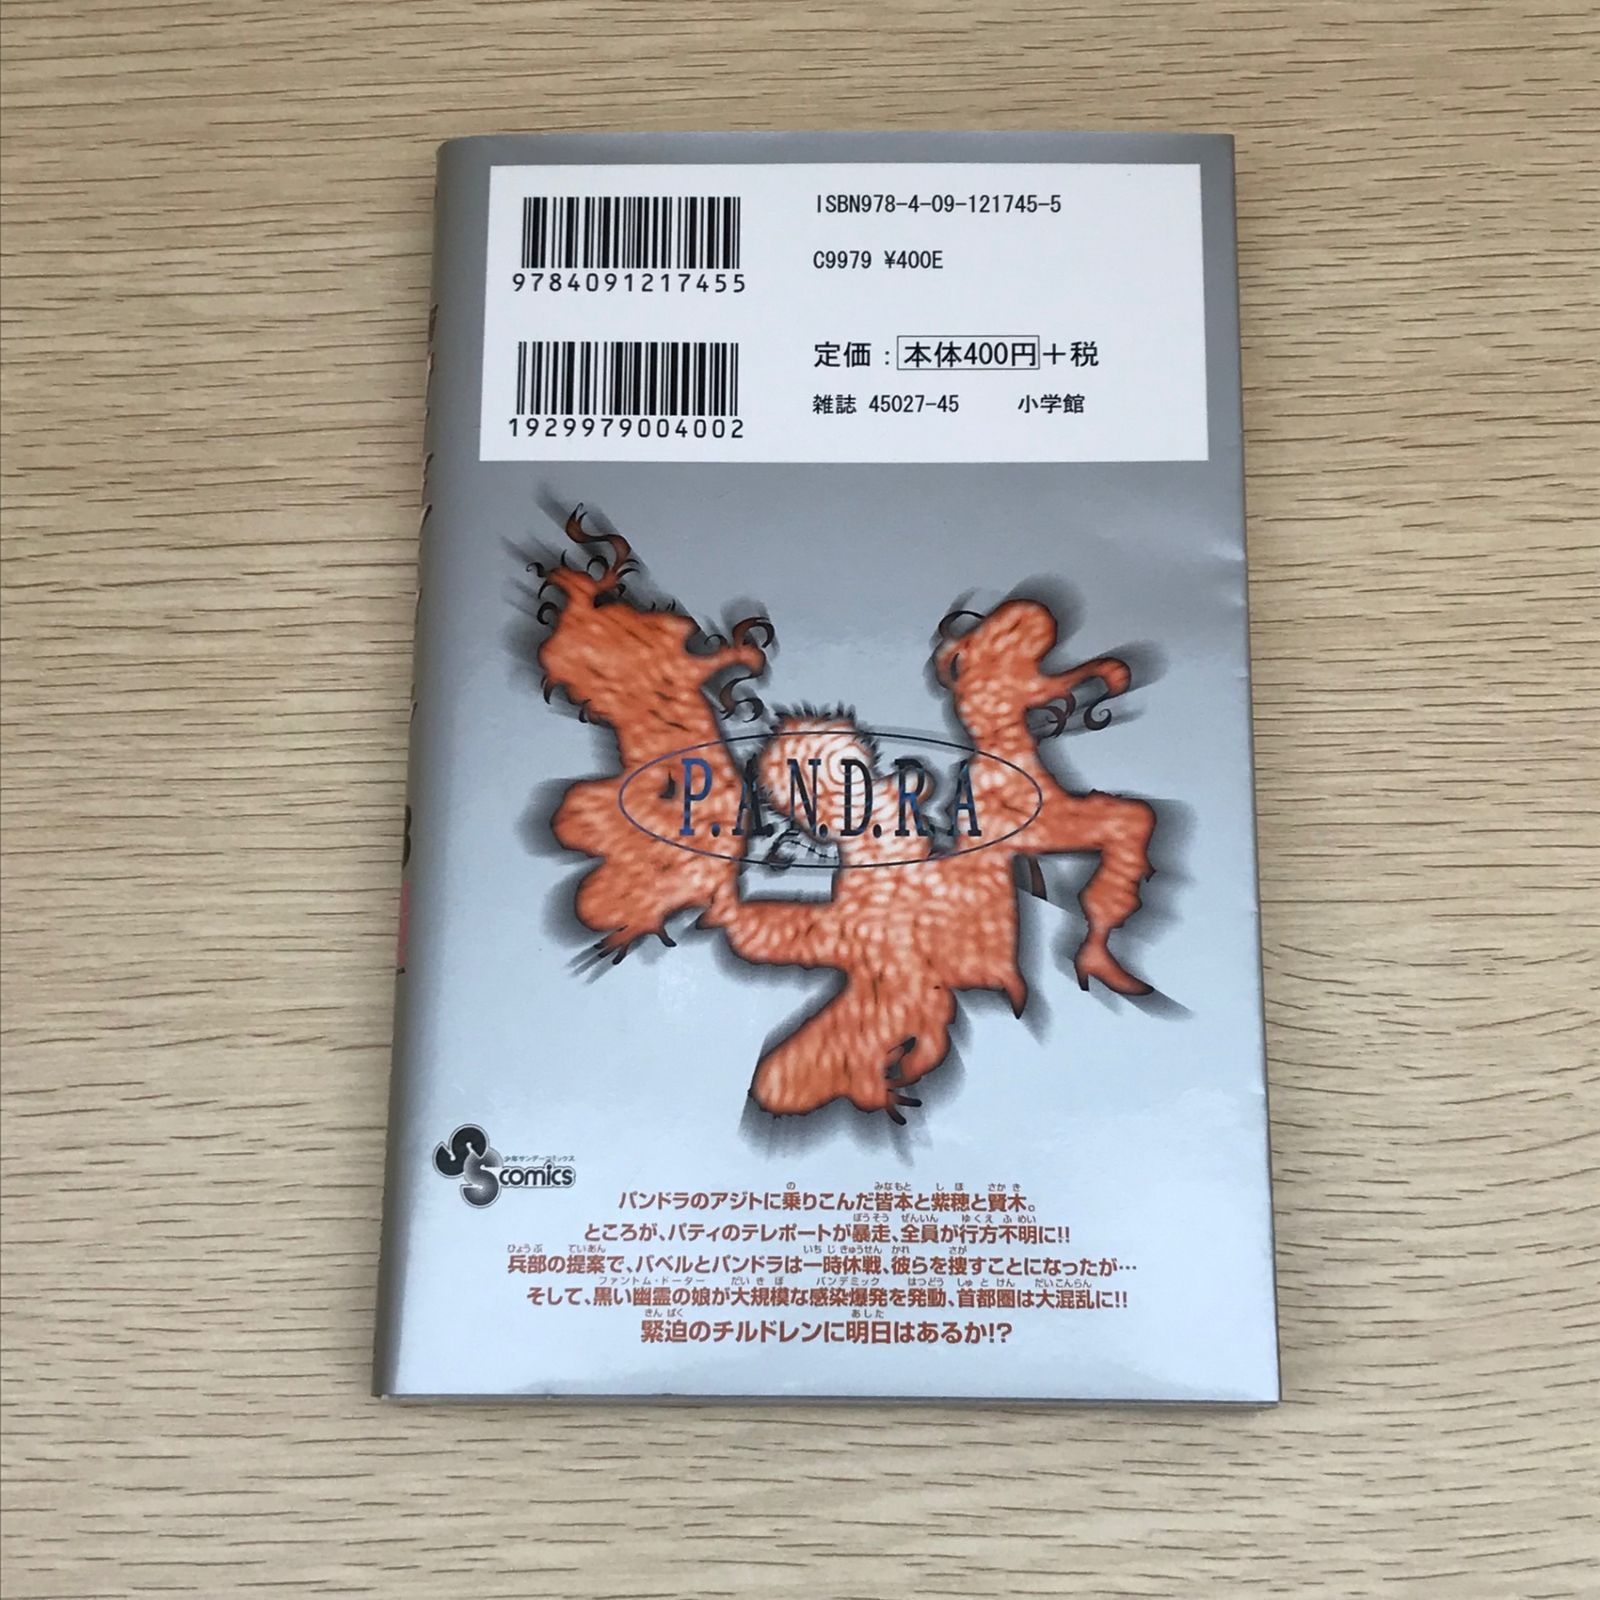 9784091217455
ISBN978-4-09-121745-5
C9979 ¥400E
1929979004002
定価：本体400円＋税
雑誌 45027-45 小学館
P.A.N.D.R.A
少年サンデーコミックス
SS comics
パンドラのアジトに乗りこんだ皆本と紫穂と賢木。
ところが、パティのテレポートが暴走、全員が行方不明に!!
兵部の提案で、バベルとパンドラは一時休戦、彼らを捜すことになったが…
そして、黒い幽霊の娘が大規模な感染爆発を発動、首都圏は大混乱に!!
緊迫のチルドレンに明日はあるか!?